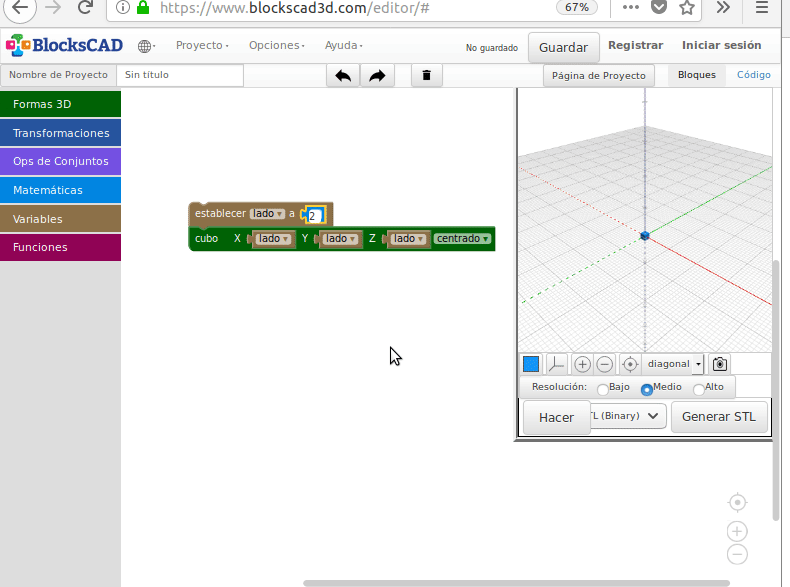 https://www.blockscad3d.com/editor/# 67%
BlocksCAD Proyecto Opciones Ayuda No guardado Guardar Registrar Iniciar sesión
Nombre de Proyecto Sin título Página de Proyecto Bloques Código
Formas 3D
Transformaciones
Ops de Conjuntos
Matemáticas
Variables
Funciones
establecer lado a 2
cubo X lado Y lado Z lado centrado
diagonal
Resolución: Bajo Medio Alto
Hacer TL (Binary) Generar STL